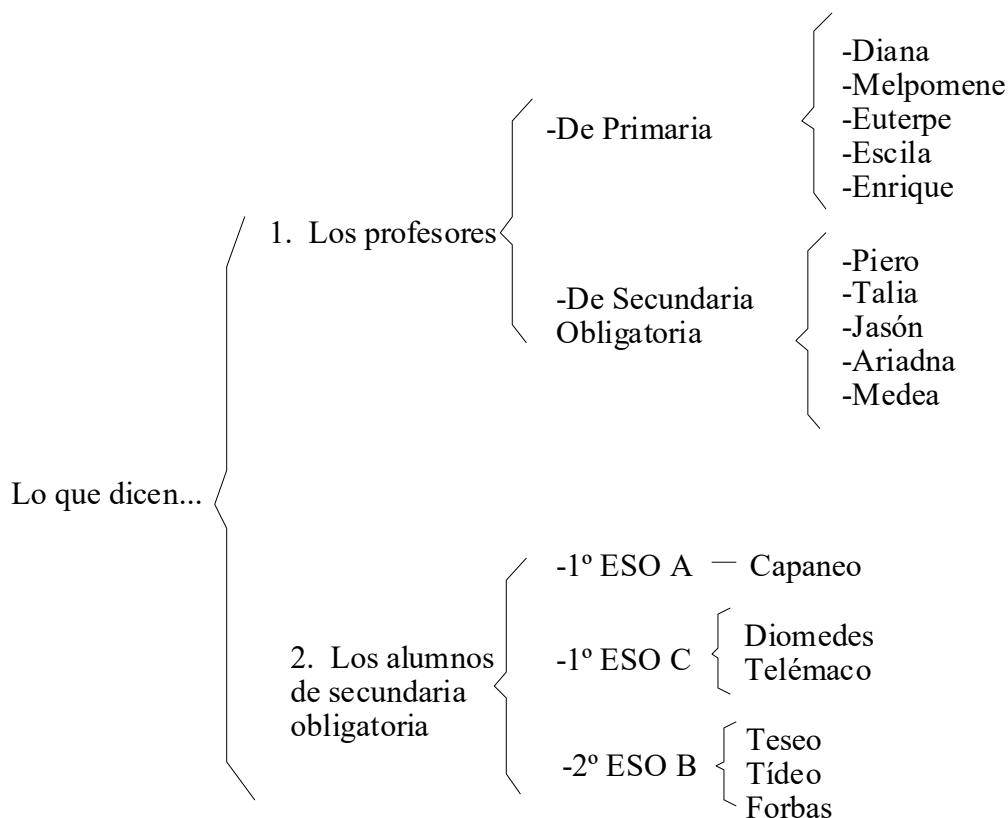 Lo que dicen...
1. Los profesores
-De Primaria
-Diana
-Melpomene
-Euterpe
-Escila
-Enrique
-De Secundaria
Obligatoria
-Piero
-Talia
-Jasón
-Ariadna
-Medea
2. Los alumnos
de secundaria
obligatoria
-1º ESO A — Capaneo
-1º ESO C
Diomedes
Telémaco
-2º ESO B
Teseo
Tídeo
Forbas